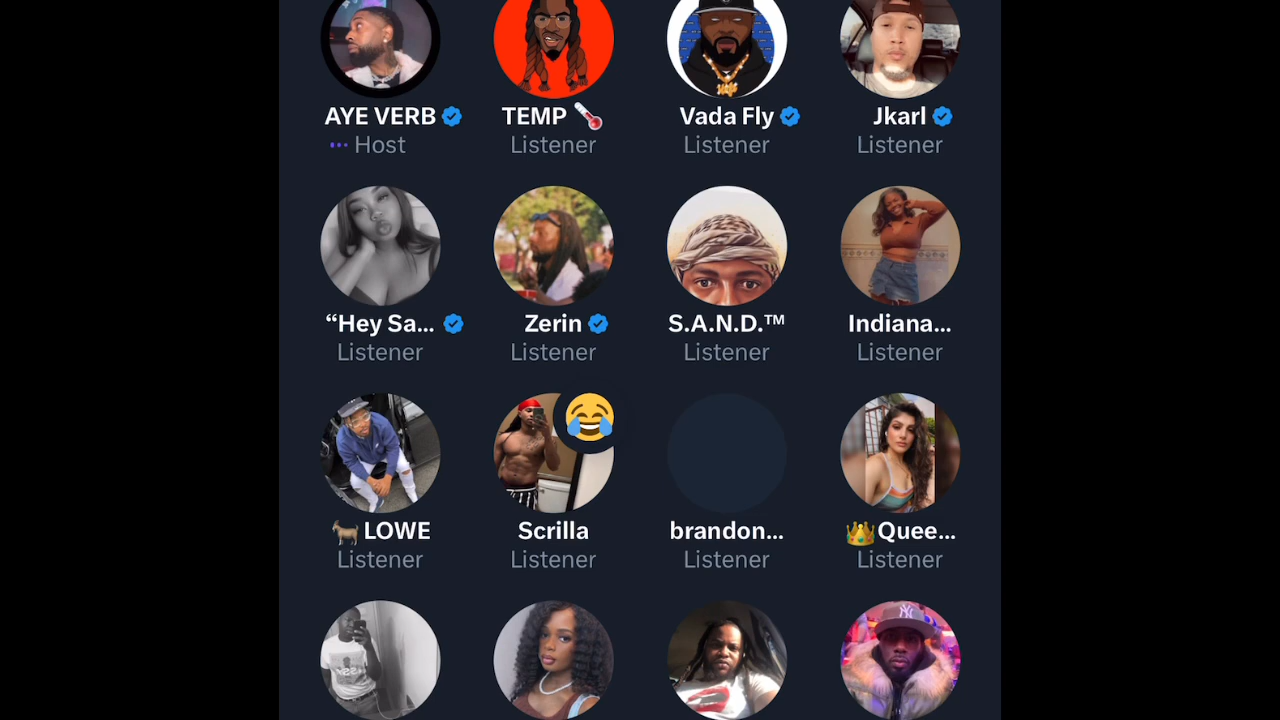 AYE VERB TEMP 🌡️ Vada Fly Jkarl
Host Listener Listener Listener
“Hey Sa... Zerin S.A.N.D.™ Indiana...
Listener Listener Listener Listener
🐐 LOWE Scrilla brandon... 👑Quee...
Listener Listener Listener Listener